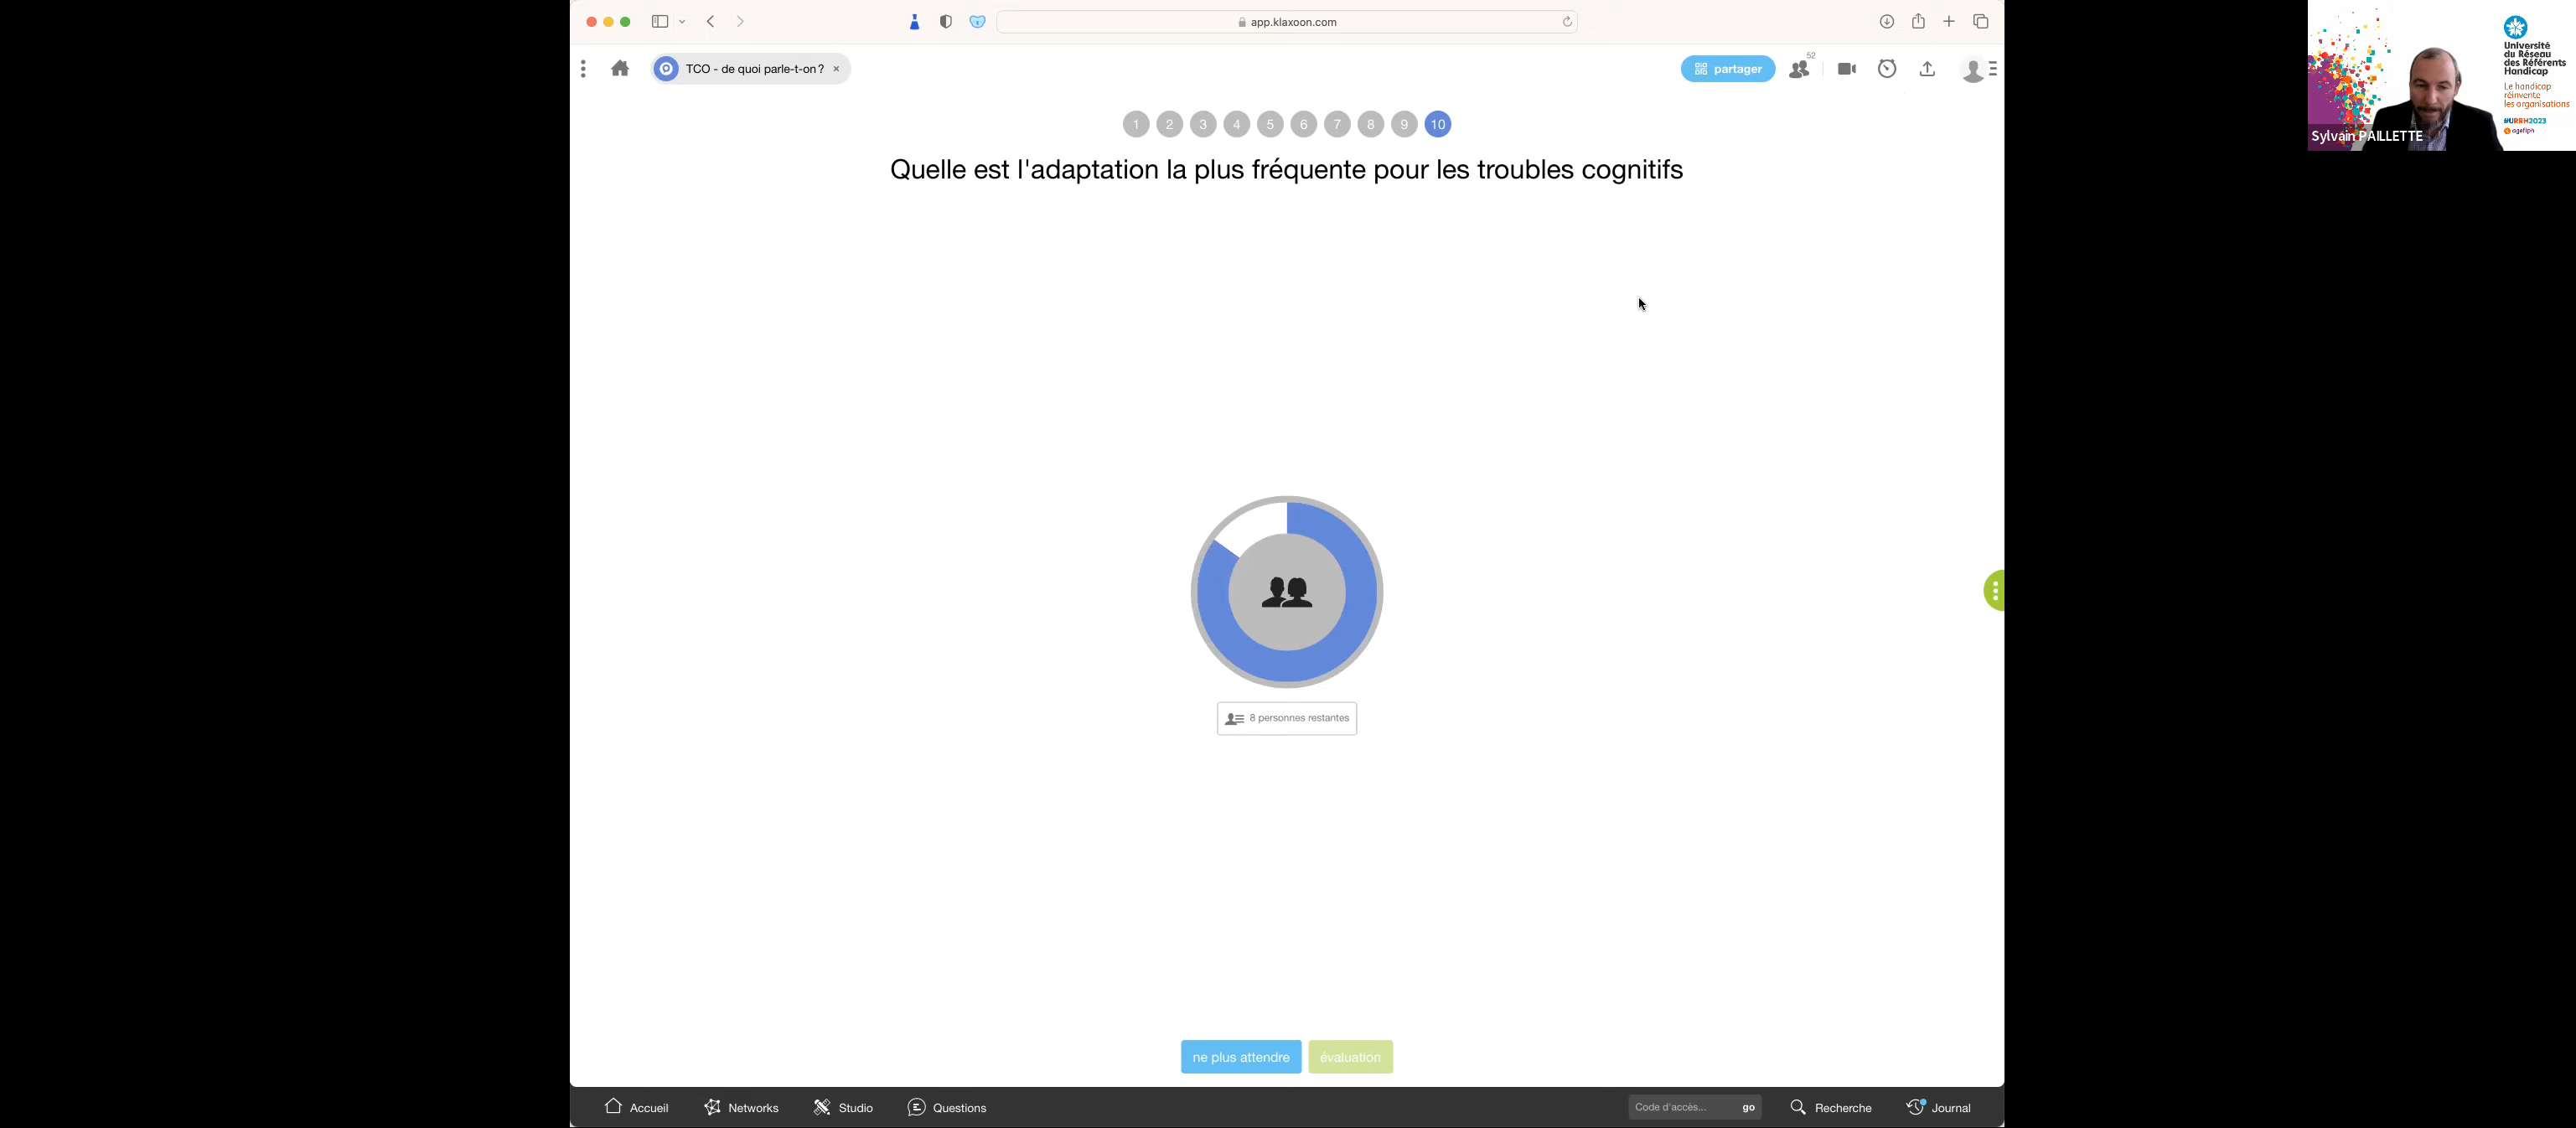 app.klaxoon.com
TCO - de quoi parle-t-on ?
partager
52
1 2 3 4 5 6 7 8 9 10
Quelle est l'adaptation la plus fréquente pour les troubles cognitifs
8 personnes restantes
ne plus attendre
évaluation
Accueil
Networks
Studio
Questions
Code d'accès...
go
Recherche
Journal
Université
du Réseau
des Référents
Handicap
Le handicap
réinvente
les organisations
#URRH2023
agefiph
Sylvain PAILLETTE